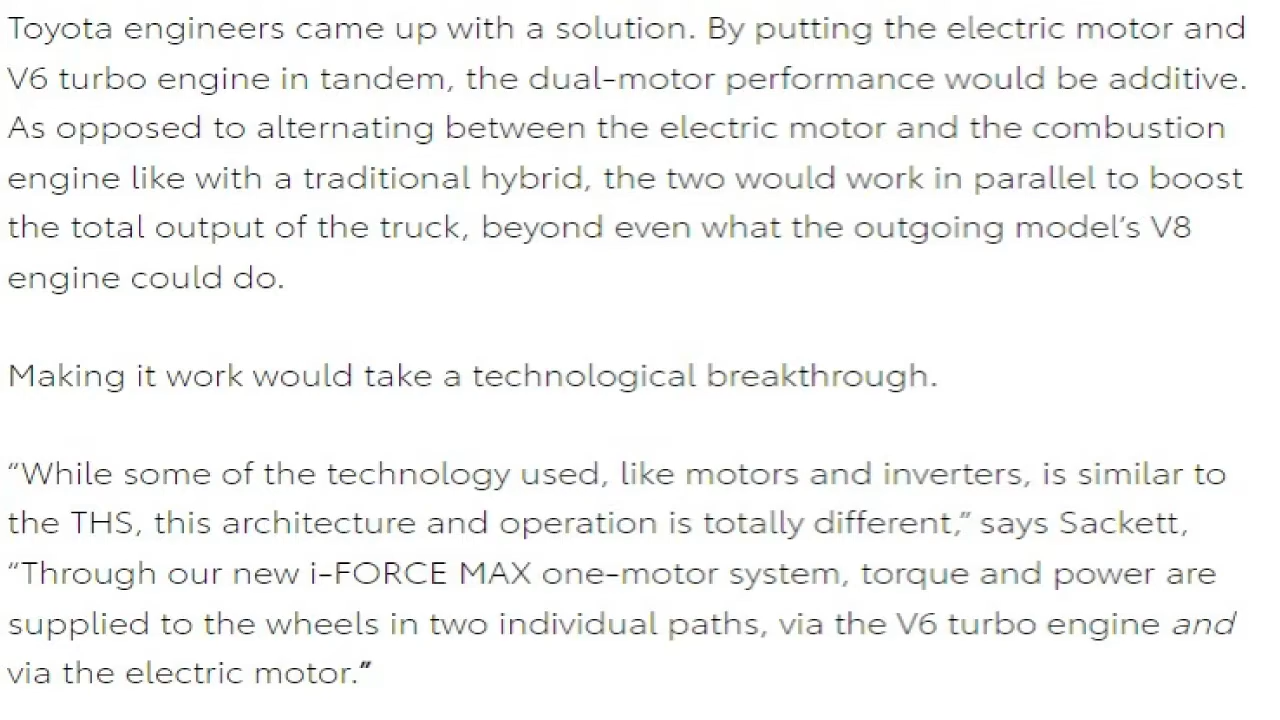 Toyota engineers came up with a solution. By putting the electric motor and
V6 turbo engine in tandem, the dual-motor performance would be additive.
As opposed to alternating between the electric motor and the combustion
engine like with a traditional hybrid, the two would work in parallel to boost
the total output of the truck, beyond even what the outgoing model’s V8
engine could do.
Making it work would take a technological breakthrough.
“While some of the technology used, like motors and inverters, is similar to
the THS, this architecture and operation is totally different,” says Sackett,
“Through our new i-FORCE MAX one-motor system, torque and power are
supplied to the wheels in two individual paths, via the V6 turbo engine and
via the electric motor.”